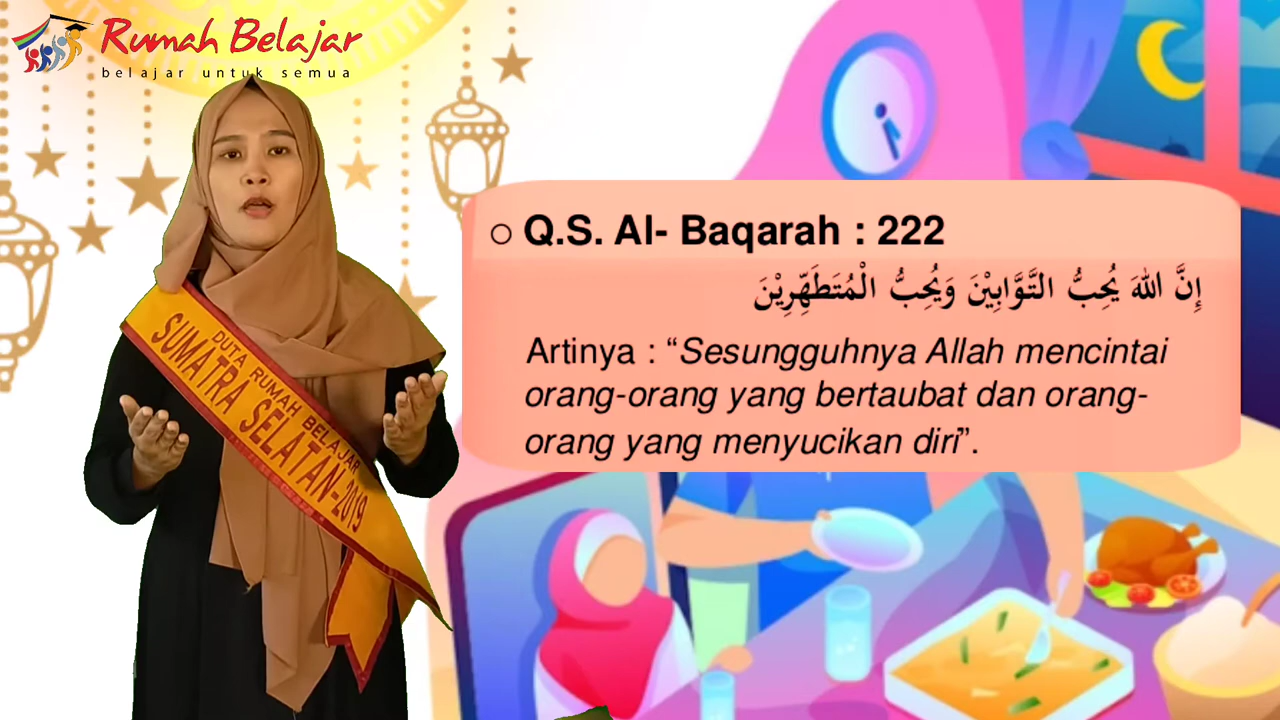 Rumah Belajar
belajar untuk semua
DUTA RUMAH BELAJAR
SUMATRA SELATAN-2019
Q.S. Al- Baqarah : 222
إِنَّ اللهَ يُحِبُّ التَّوَّابِيْنَ وَيُحِبُّ الْمُتَطَهِّرِيْنَ
Artinya : “Sesungguhnya Allah mencintai
orang-orang yang bertaubat dan orang-
orang yang menyucikan diri”.